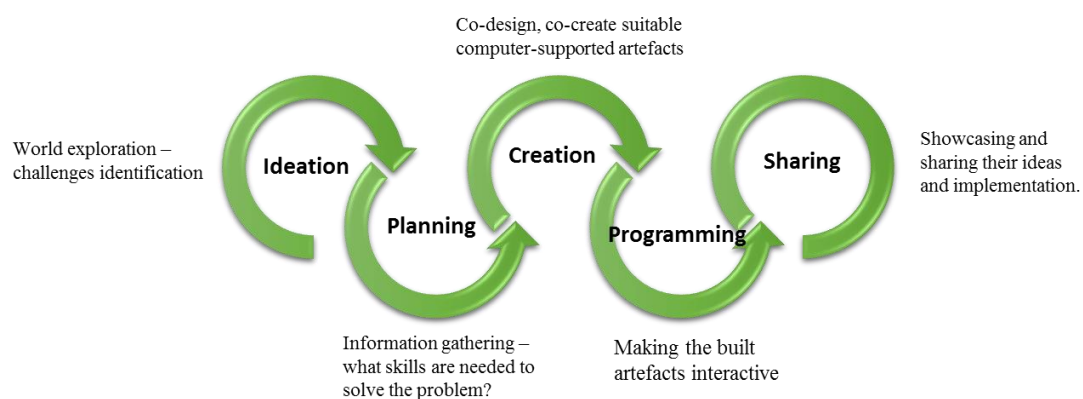 World exploration –
challenges identification
Ideation
Information gathering –
what skills are needed to
solve the problem?
Planning
Co-design, co-create suitable
computer-supported artefacts
Creation
Programming
Making the built
artefacts interactive
Sharing
Showcasing and
sharing their ideas
and implementation.